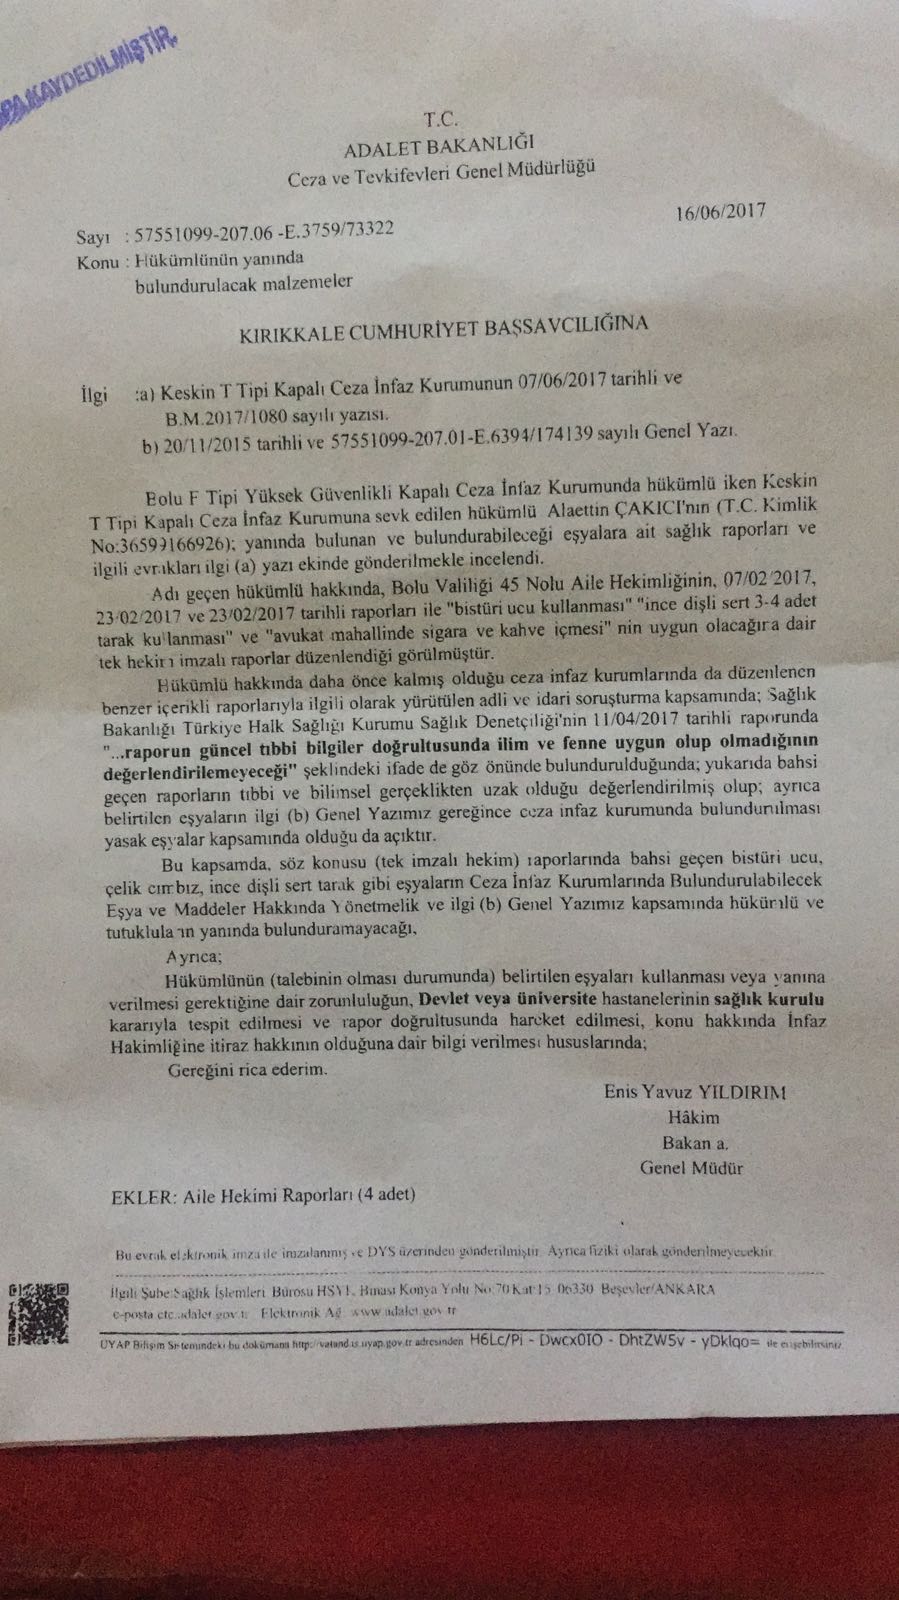 KAYDEDİLMİŞTİR.
T.C.
ADALET BAKANLIĞI
Ceza ve Tevkifevleri Genel Müdürlüğü
16/06/2017
Sayı : 57551099-207.06 -E.3759/73322
Konu : Hükümlünün yanında
bulundurulacak malzemeler
KIRIKKALE CUMHURİYET BAŞSAVCILIĞINA
İlgi :a) Keskin T Tipi Kapalı Ceza İnfaz Kurumunun 07/06/2017 tarihli ve
B.M.2017/1080 sayılı yazısı.
b) 20/11/2015 tarihli ve 57551099-207.01-E.6394/174139 sayılı Genel Yazı.
Bolu F Tipi Yüksek Güvenlikli Kapalı Ceza İnfaz Kurumunda hükümlü iken Keskin
T Tipi Kapalı Ceza İnfaz Kurumuna sevk edilen hükümlü Alaettin ÇAKICI'nın (T.C. Kimlik
No:36599166926); yanında bulunan ve bulundurabileceği eşyalara ait sağlık raporları ve
ilgili evrakları ilgi (a) yazı ekinde gönderilmekle incelendi.
Adı geçen hükümlü hakkında, Bolu Valiliği 45 Nolu Aile Hekimliğinin, 07/02/2017,
23/02/2017 ve 23/02/2017 tarihli raporları ile "bistüri ucu kullanması" "ince dişli sert 3-4 adet
tarak kullanması" ve "avukat mahallinde sigara ve kahve içmesi" nin uygun olacağına dair
tek hekim imzalı raporlar düzenlendiği görülmüştür.
Hükümlü hakkında daha önce kalmış olduğu ceza infaz kurumlarında da düzenlenen
benzer içerikli raporlarıyla ilgili olarak yürütülen adli ve idari soruşturma kapsamında; Sağlık
Bakanlığı Türkiye Halk Sağlığı Kurumu Sağlık Denetçiliği'nin 11/04/2017 tarihli raporunda
"...raporun güncel tıbbi bilgiler doğrultusunda ilim ve fenne uygun olup olmadığının
değerlendirilemeyeceği" şeklindeki ifade de göz önünde bulundurulduğunda; yukarıda bahsi
geçen raporların tıbbi ve bilimsel gerçeklikten uzak olduğu değerlendirilmiş olup; ayrıca
belirtilen eşyaların ilgi (b) Genel Yazımız gereğince ceza infaz kurumunda bulundurulması
yasak eşyalar kapsamında olduğu da açıktır.
Bu kapsamda, söz konusu (tek imzalı hekim) raporlarında bahsi geçen bistüri ucu,
çelik cımbız, ince dişli sert tarak gibi eşyaların Ceza İnfaz Kurumlarında Bulundurulabilecek
Eşya ve Maddeler Hakkında Yönetmelik ve ilgi (b) Genel Yazımız kapsamında hükümlü ve
tutukluların yanında bulunduramayacağı,
Ayrıca;
Hükümlünün (talebinin olması durumunda) belirtilen eşyaları kullanması veya yanına
verilmesi gerektiğine dair zorunluluğun, Devlet veya üniversite hastanelerinin sağlık kurulu
kararıyla tespit edilmesi ve rapor doğrultusunda hareket edilmesi, konu hakkında İnfaz
Hakimliğine itiraz hakkının olduğuna dair bilgi verilmesi hususlarında;
Gereğini rica ederim.
Enis Yavuz YILDIRIM
Hâkim
Bakan a.
Genel Müdür
EKLER: Aile Hekimi Raporları (4 adet)
Bu evrak elektronik imza ile imzalanmış ve DYS üzerinden gönderilmiştir. Ayrıca fiziki olarak gönderilmeyecektir.
İlgili Şube:Sağlık İşlemleri Bürosu HSYK Binası Konya Yolu No:70 Kat:15 06330 Beşevler/ANKARA
e-posta cte.adalet.gov.tr Elektronik Ağ: www.adalet.gov.tr
UYAP Bilişim Sistemindeki bu dokümana http://vatandas.uyap.gov.tr adresinden H6Lc/Pi - Dwcx0IO - DhtZW5v - yDklqo= ile erişebilirsiniz